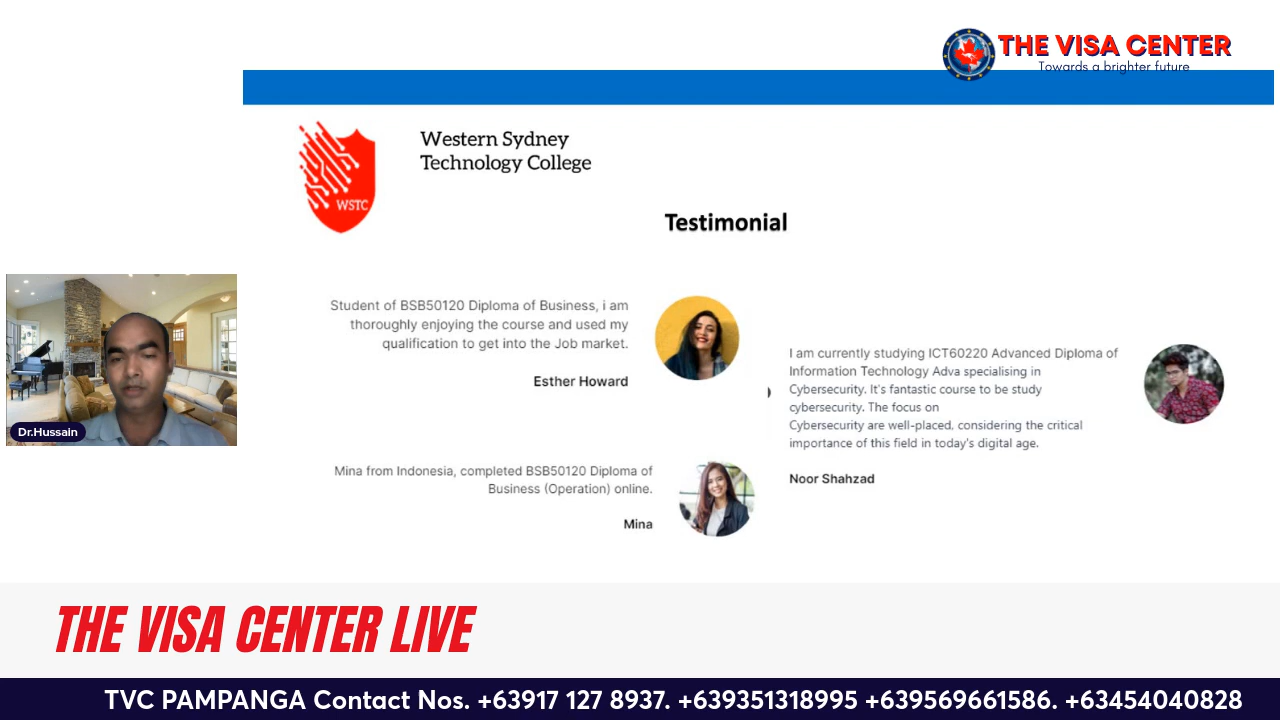 THE VISA CENTER
Towards a brighter future
Western Sydney
Technology College
WSTC
Testimonial
Student of BSB50120 Diploma of Business, i am
thoroughly enjoying the course and used my
qualification to get into the Job market.
Esther Howard
I am currently studying ICT60220 Advanced Diploma of
Information Technology Adva specialising in
Cybersecurity. It's fantastic course to be study
cybersecurity. The focus on
Cybersecurity are well-placed, considering the critical
importance of this field in today's digital age.
Noor Shahzad
Mina from Indonesia, completed BSB50120 Diploma of
Business (Operation) online.
Mina
Dr.Hussain
THE VISA CENTER LIVE
TVC PAMPANGA Contact Nos. +63917 127 8937. +639351318995 +639569661586. +63454040828